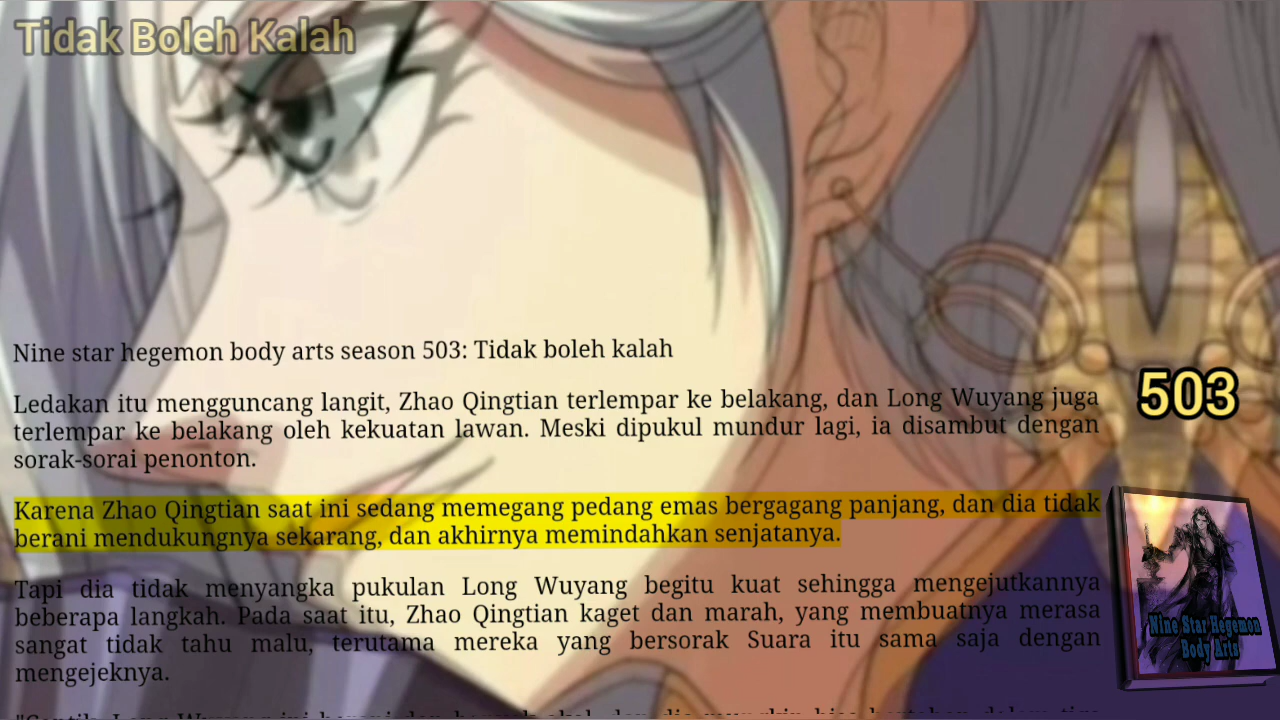 Tidak Boleh Kalah
Nine star hegemon body arts season 503: Tidak boleh kalah
Ledakan itu mengguncang langit, Zhao Qingtian terlempar ke belakang, dan Long Wuyang juga
terlempar ke belakang oleh kekuatan lawan. Meski dipukul mundur lagi, ia disambut dengan
sorak-sorai penonton.
503
Karena Zhao Qingtian saat ini sedang memegang pedang emas bergagang panjang, dan dia tidak
berani mendukungnya sekarang, dan akhirnya memindahkan senjatanya.
Tapi dia tidak menyangka pukulan Long Wuyang begitu kuat sehingga mengejutkannya
beberapa langkah. Pada saat itu, Zhao Qingtian kaget dan marah, yang membuatnya merasa
sangat tidak tahu malu, terutama mereka yang bersorak Suara itu sama saja dengan
mengejeknya.
Nine Star Hegemon
Body Arts